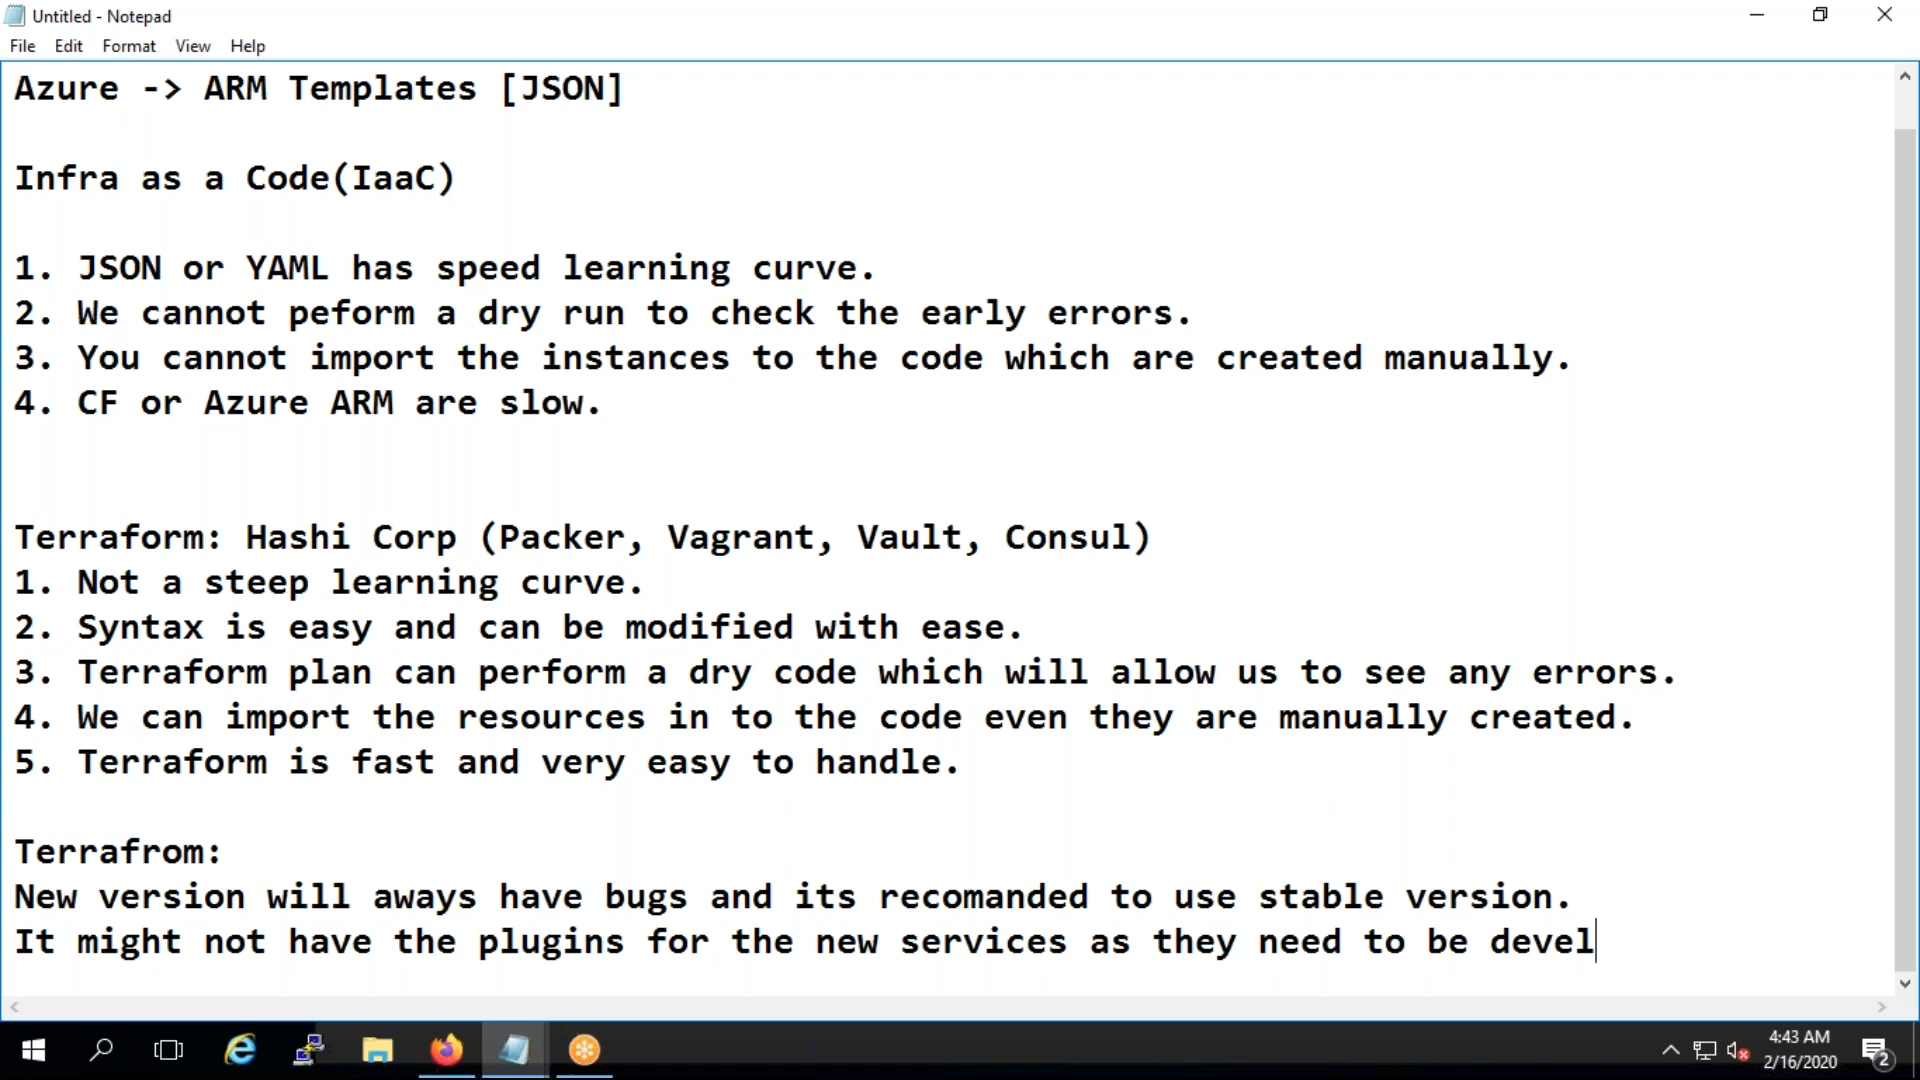 Untitled - Notepad
File Edit Format View Help
Azure -> ARM Templates [JSON]
Infra as a Code(IaaC)
1. JSON or YAML has speed learning curve.
2. We cannot peform a dry run to check the early errors.
3. You cannot import the instances to the code which are created manually.
4. CF or Azure ARM are slow.
Terraform: Hashi Corp (Packer, Vagrant, Vault, Consul)
1. Not a steep learning curve.
2. Syntax is easy and can be modified with ease.
3. Terraform plan can perform a dry code which will allow us to see any errors.
4. We can import the resources in to the code even they are manually created.
5. Terraform is fast and very easy to handle.
Terrafrom:
New version will aways have bugs and its recomanded to use stable version.
It might not have the plugins for the new services as they need to be devel
4:43 AM
2/16/2020
2